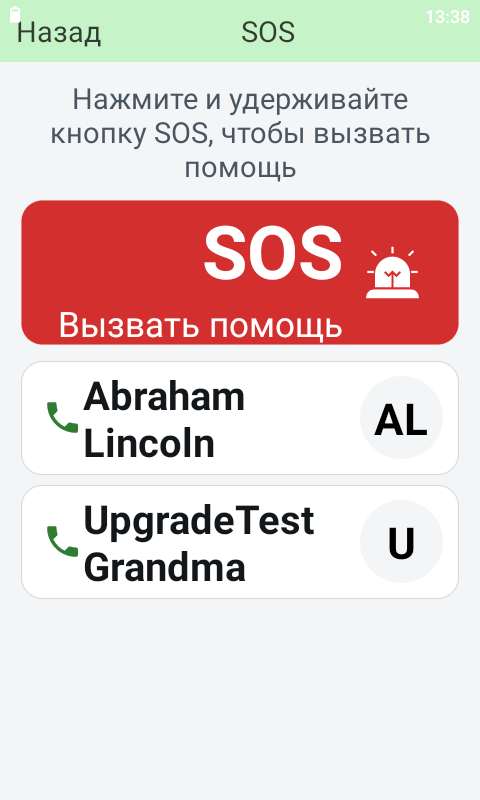 13:38
Назад
SOS
Нажмите и удерживайте
кнопку SOS, чтобы вызвать
помощь
SOS
Вызвать помощь
Abraham
Lincoln
AL
UpgradeTest
Grandma
U